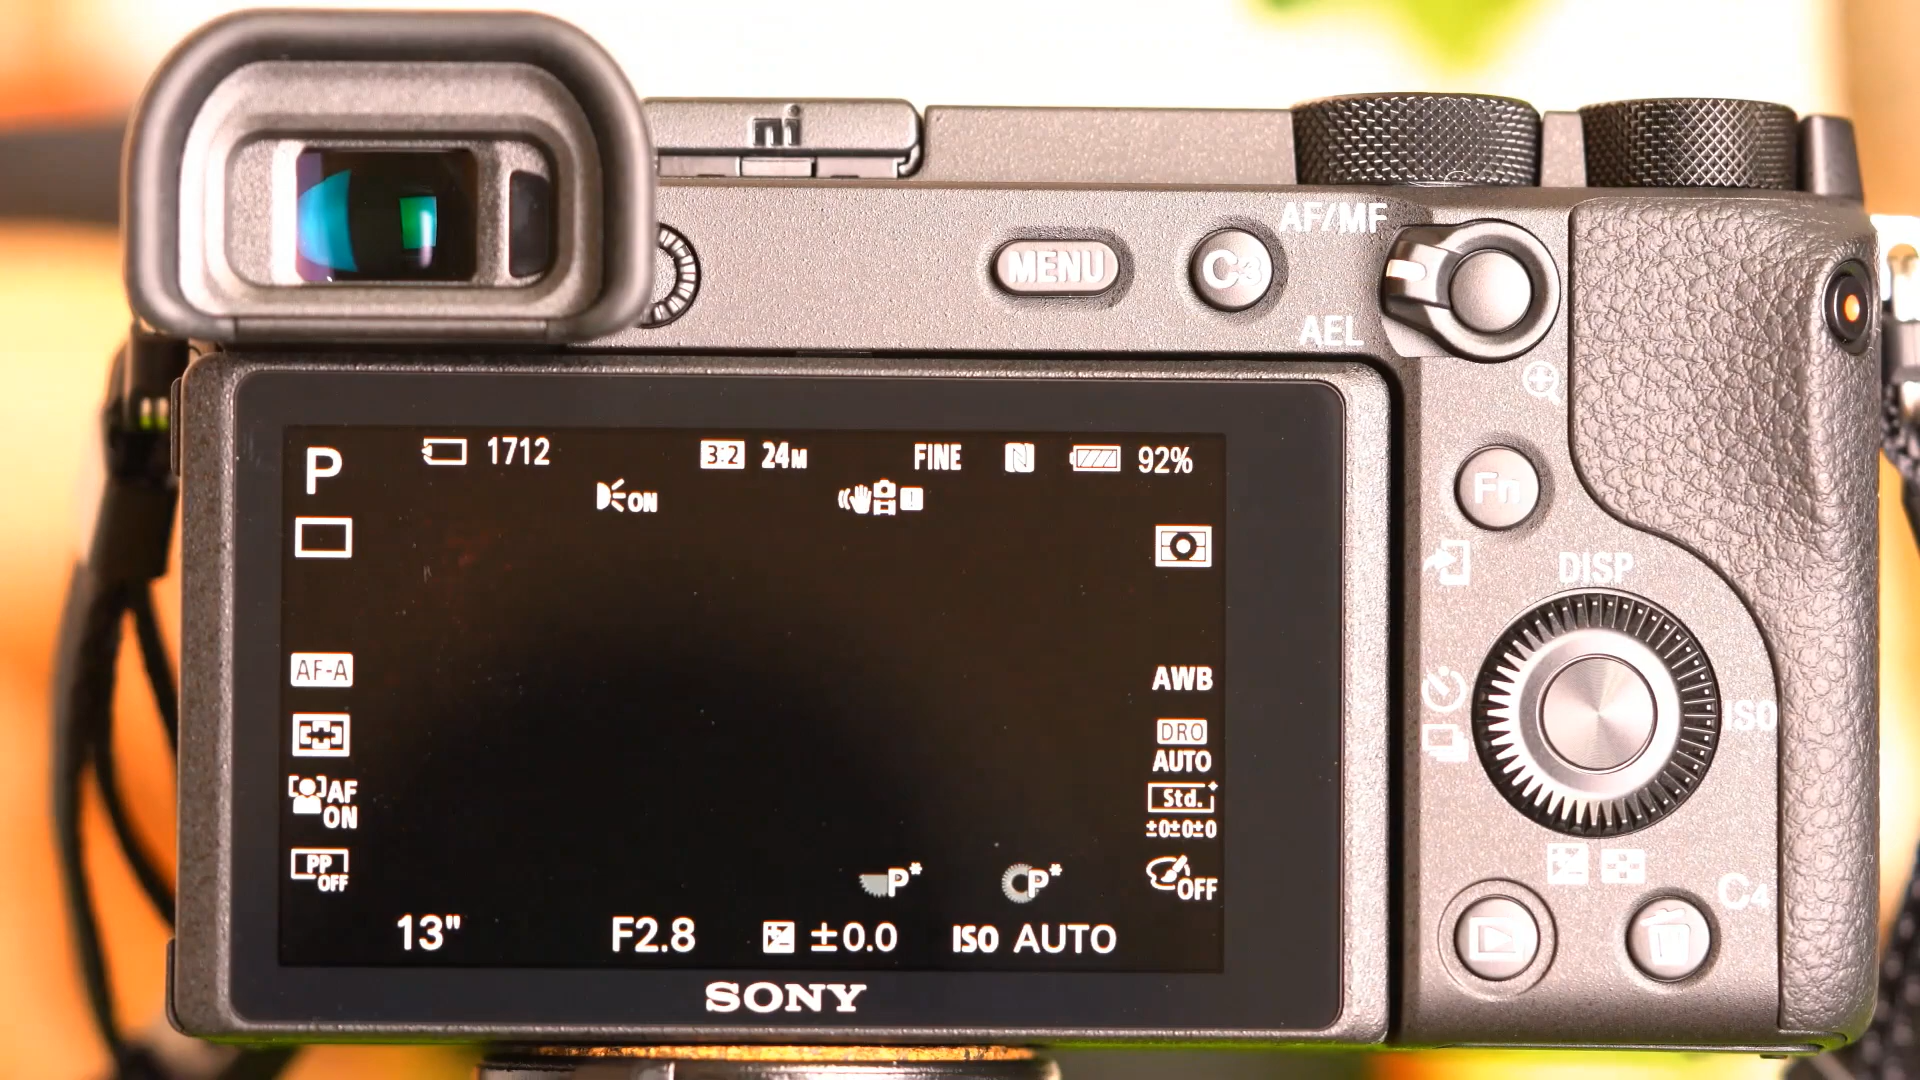 ni
AF/MF
MENU
C3
AEL
P
1712
3:2
24M
FINE
N
92%
ON
Fn
DISP
AF-A
AWB
ISO
DRO
AUTO
AF
ON
Std.
±0±0±0
PP
OFF
P*
P*
OFF
C4
13"
F2.8
±0.0
ISO AUTO
SONY